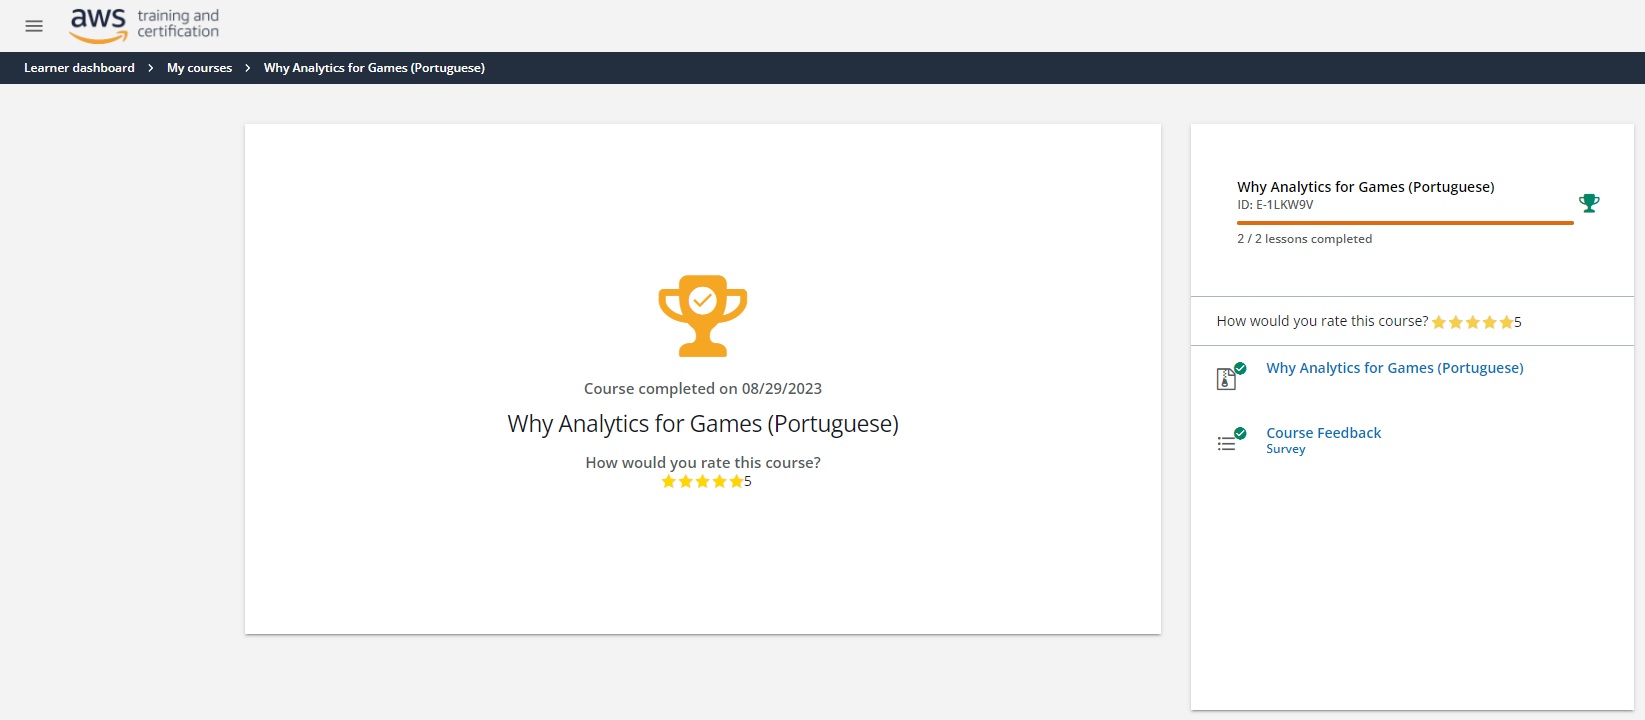 aws training and
certification
Learner dashboard > My courses > Why Analytics for Games (Portuguese)
Course completed on 08/29/2023
Why Analytics for Games (Portuguese)
How would you rate this course?
5
Why Analytics for Games (Portuguese)
ID: E-1LKW9V
2 / 2 lessons completed
How would you rate this course? 5
Why Analytics for Games (Portuguese)
Course Feedback
Survey